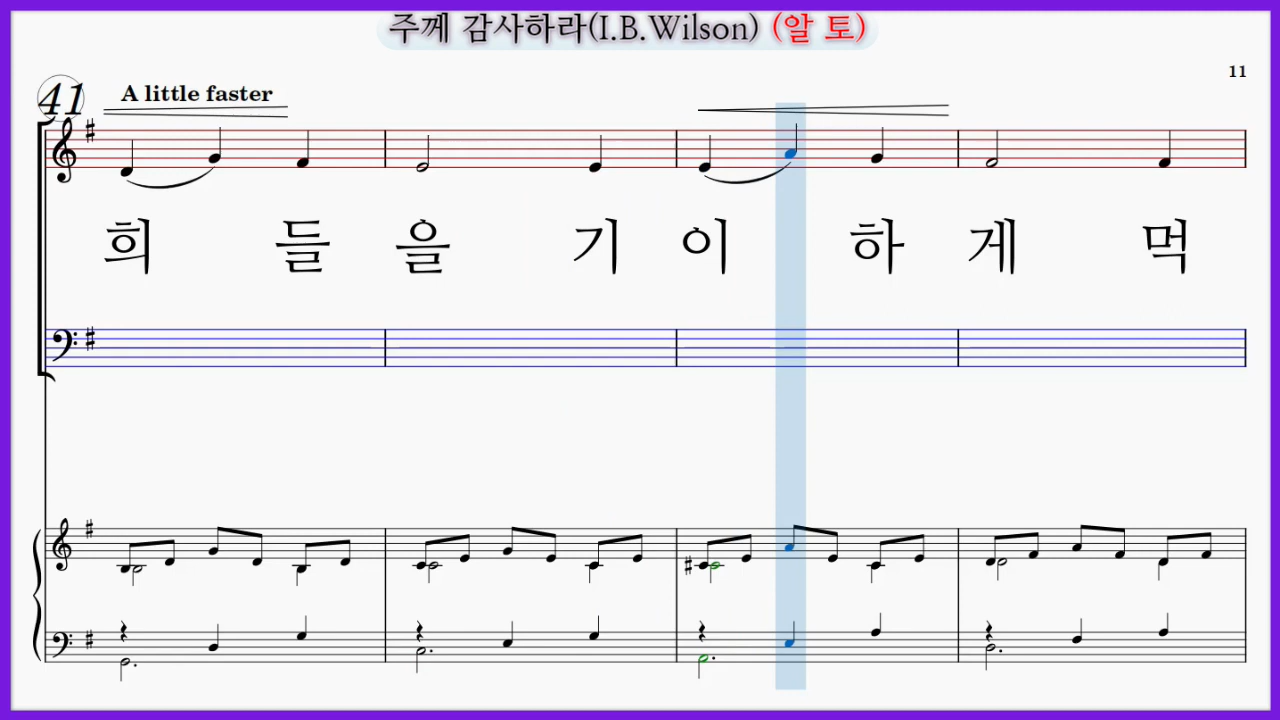 주께 감사하라(I.B.Wilson) (알 토)
11
41 A little faster
희 들 을 기 이 하 게 먹